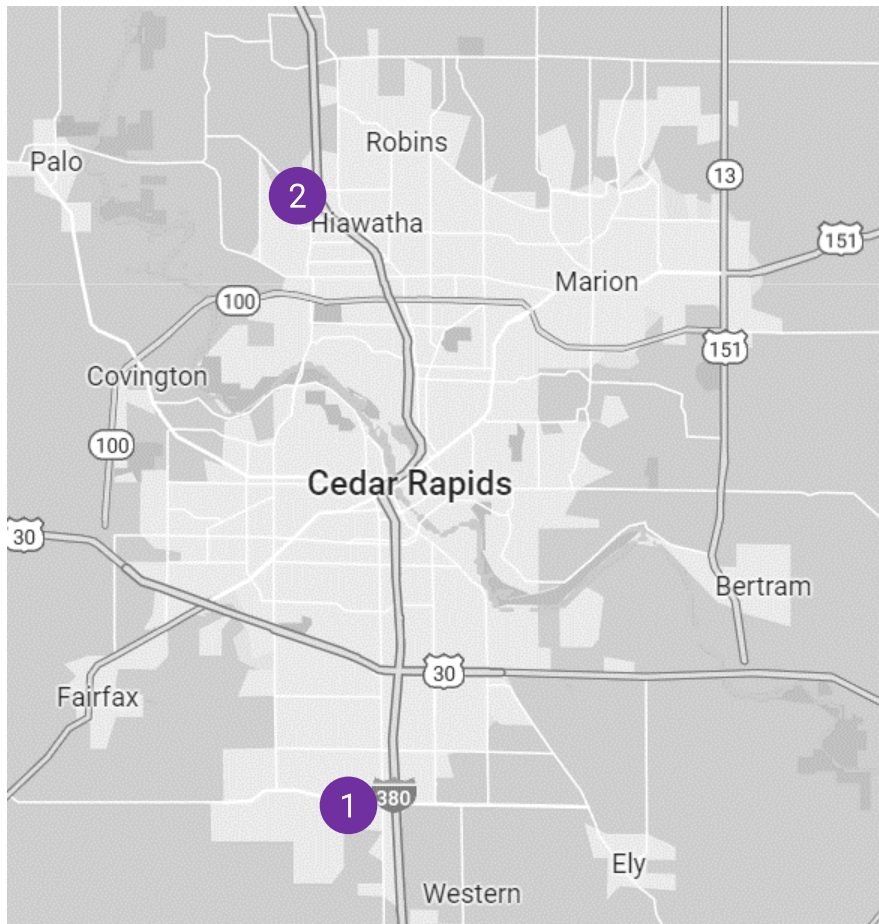 Robins
Palo
13
2
Hiawatha
151
Marion
100
151
Covington
100
Cedar Rapids
30
Bertram
30
Fairfax
1
380
Ely
Western